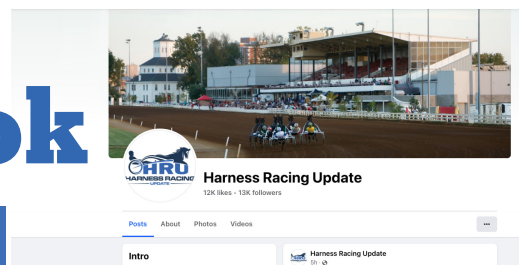 ok
HRU
HARNESS RACING
UPDATE
Harness Racing Update
12K likes • 13K followers
Posts About Photos Videos
Intro
Harness Racing Update
5h